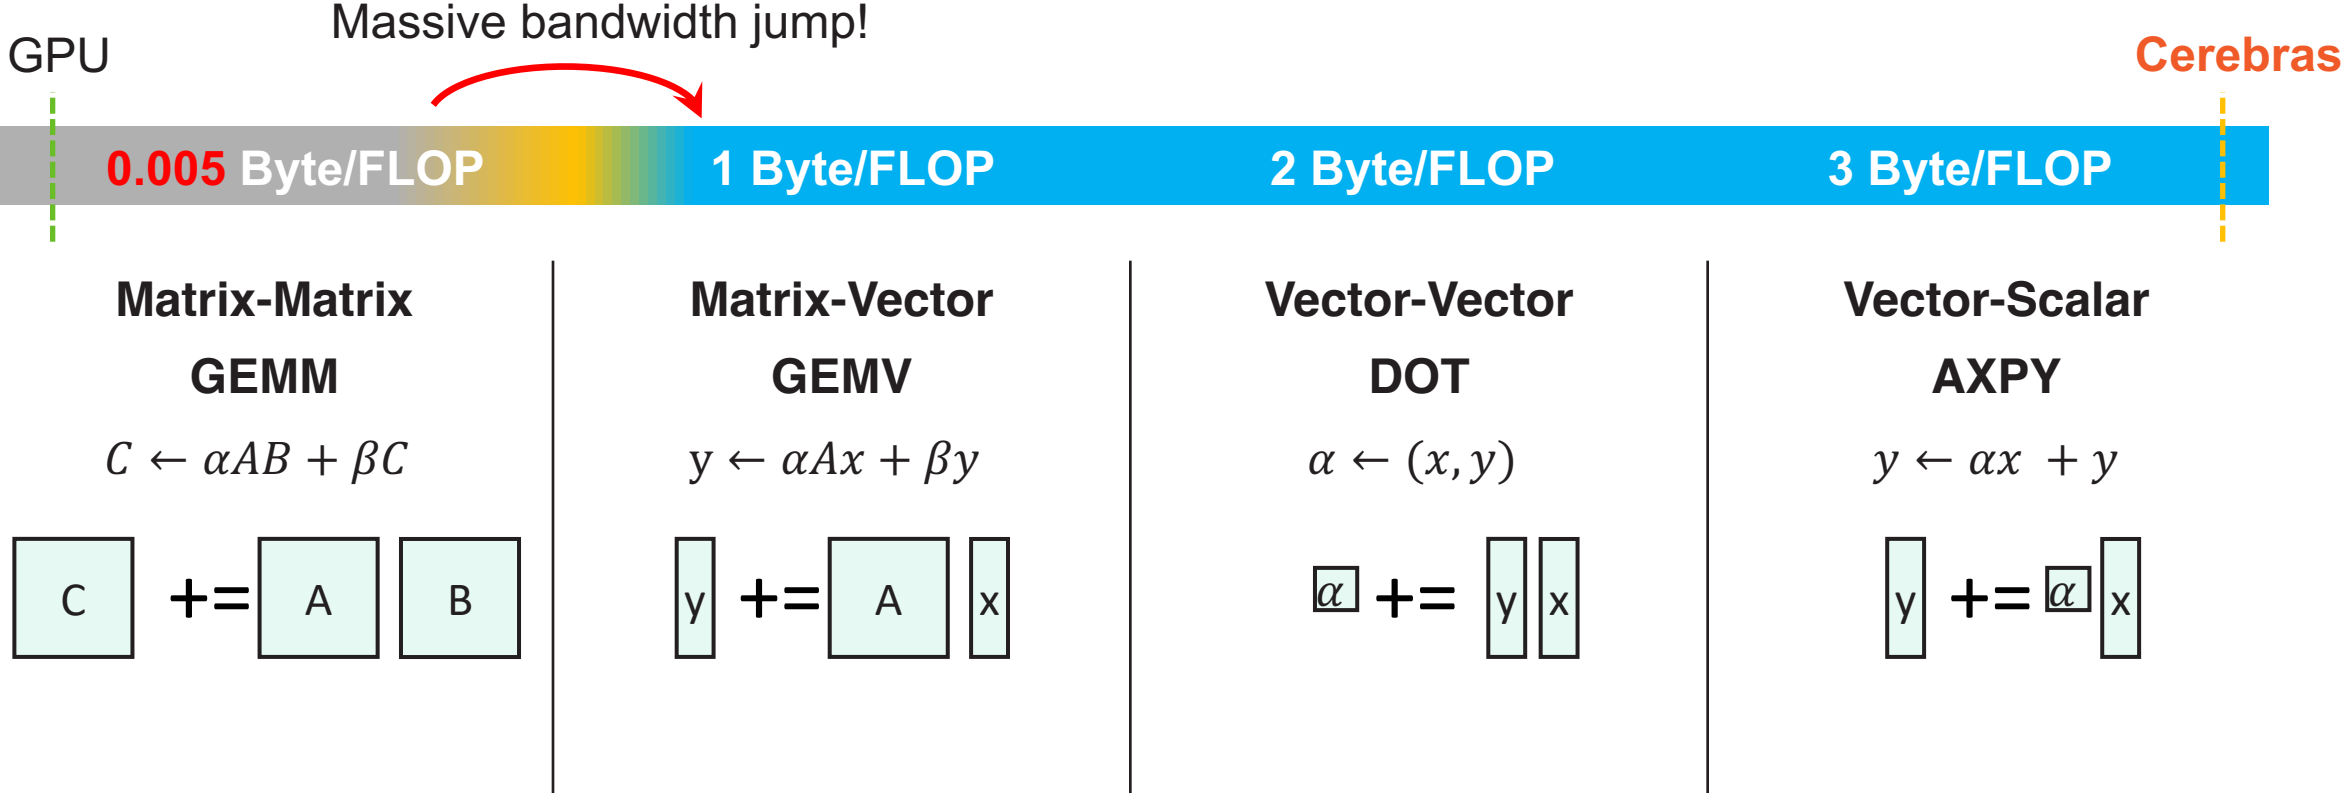 Massive bandwidth jump!
GPU
Cerebras
0.005 Byte/FLOP
1 Byte/FLOP
2 Byte/FLOP
3 Byte/FLOP
Matrix-Matrix
GEMM
C ← αAB + βC
C += A B
Matrix-Vector
GEMV
y ← αAx + βy
y += A x
Vector-Vector
DOT
α ← (x, y)
α += y x
Vector-Scalar
AXPY
y ← αx + y
y += α x